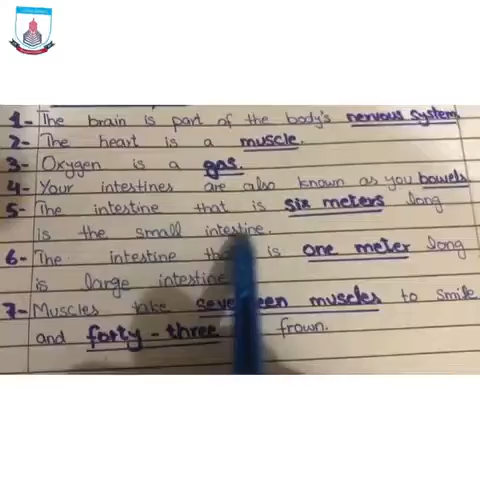 1- The brain is part of the body's nervous system.
2- The heart is a muscle.
3- Oxygen is a gas.
4- Your intestines are also known as you bowels
5- The intestine that is six meters long
is the small intestine.
6- The intestine is one meter long
is large intestine
7- Muscles take seventeen muscles to smile
and forty-three frown.